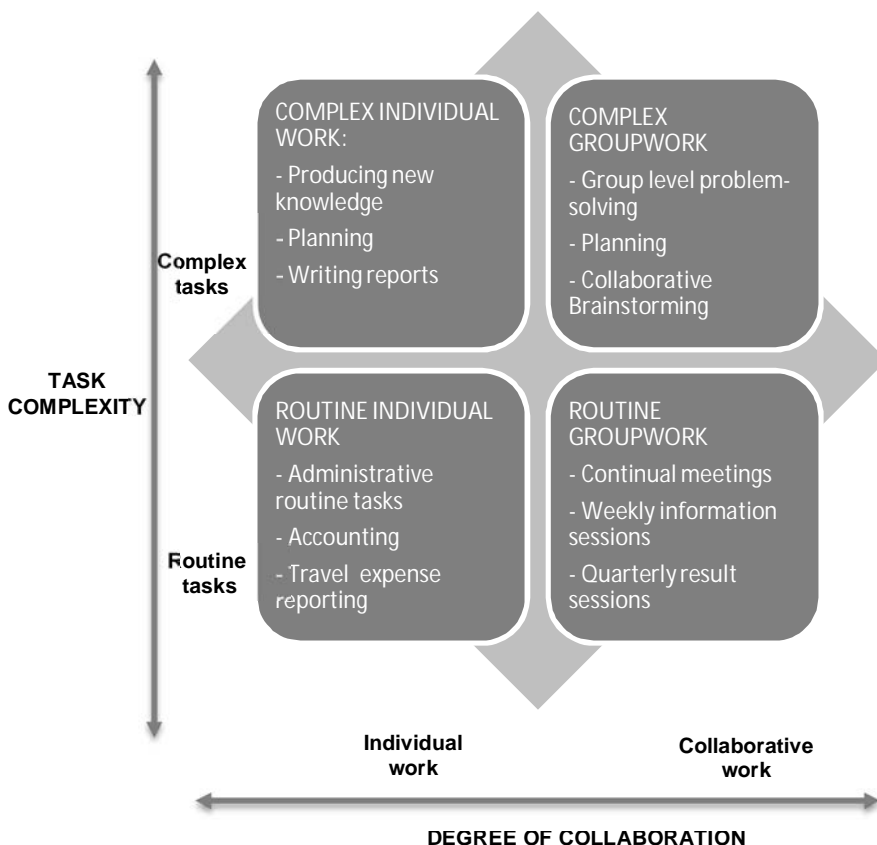 COMPLEX INDIVIDUAL
WORK:
- Producing new
knowledge
- Planning
- Writing reports
COMPLEX
GROUPWORK
- Group level problem-
solving
- Planning
- Collaborative
Brainstorming
Complex
tasks
TASK
COMPLEXITY
ROUTINE INDIVIDUAL
WORK
- Administrative
routine tasks
- Accounting
- Travel expense
reporting
ROUTINE
GROUPWORK
- Continual meetings
- Weekly information
sessions
- Quarterly result
sessions
Routine
tasks
Individual
work
Collaborative
work
DEGREE OF COLLABORATION